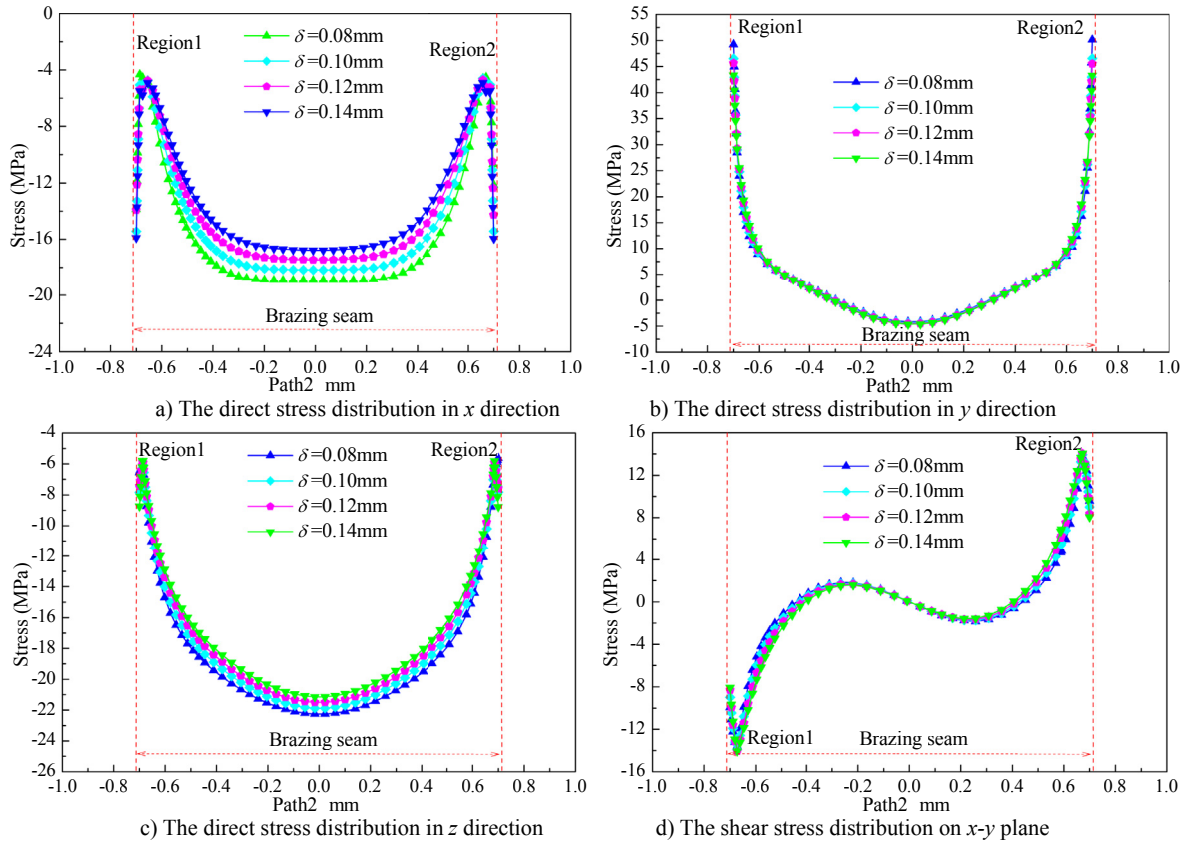 0
-4
-8
-12
-16
-20
-24
Stress (MPa)
Region1
Region2
δ=0.08mm
δ=0.10mm
δ=0.12mm
δ=0.14mm
Brazing seam
-1.0 -0.8 -0.6 -0.4 -0.2 0.0 0.2 0.4 0.6 0.8 1.0
Path2 mm
a) The direct stress distribution in x direction
55
50
45
40
35
30
25
20
15
10
5
0
-5
-10
Stress (MPa)
Region1
Region2
δ=0.08mm
δ=0.10mm
δ=0.12mm
δ=0.14mm
Brazing seam
-1.0 -0.8 -0.6 -0.4 -0.2 0.0 0.2 0.4 0.6 0.8 1.0
Path2 mm
b) The direct stress distribution in y direction
-4
-6
-8
-10
-12
-14
-16
-18
-20
-22
-24
-26
Stress (MPa)
Region1
Region2
δ=0.08mm
δ=0.10mm
δ=0.12mm
δ=0.14mm
Brazing seam
-1.0 -0.8 -0.6 -0.4 -0.2 0.0 0.2 0.4 0.6 0.8 1.0
Path2 mm
c) The direct stress distribution in z direction
16
12
8
4
0
-4
-8
-12
-16
Stress (MPa)
Region2
δ=0.08mm
δ=0.10mm
δ=0.12mm
δ=0.14mm
Region1
Brazing seam
-1.0 -0.8 -0.6 -0.4 -0.2 0.0 0.2 0.4 0.6 0.8 1.0
Path2 mm
d) The shear stress distribution on x-y plane